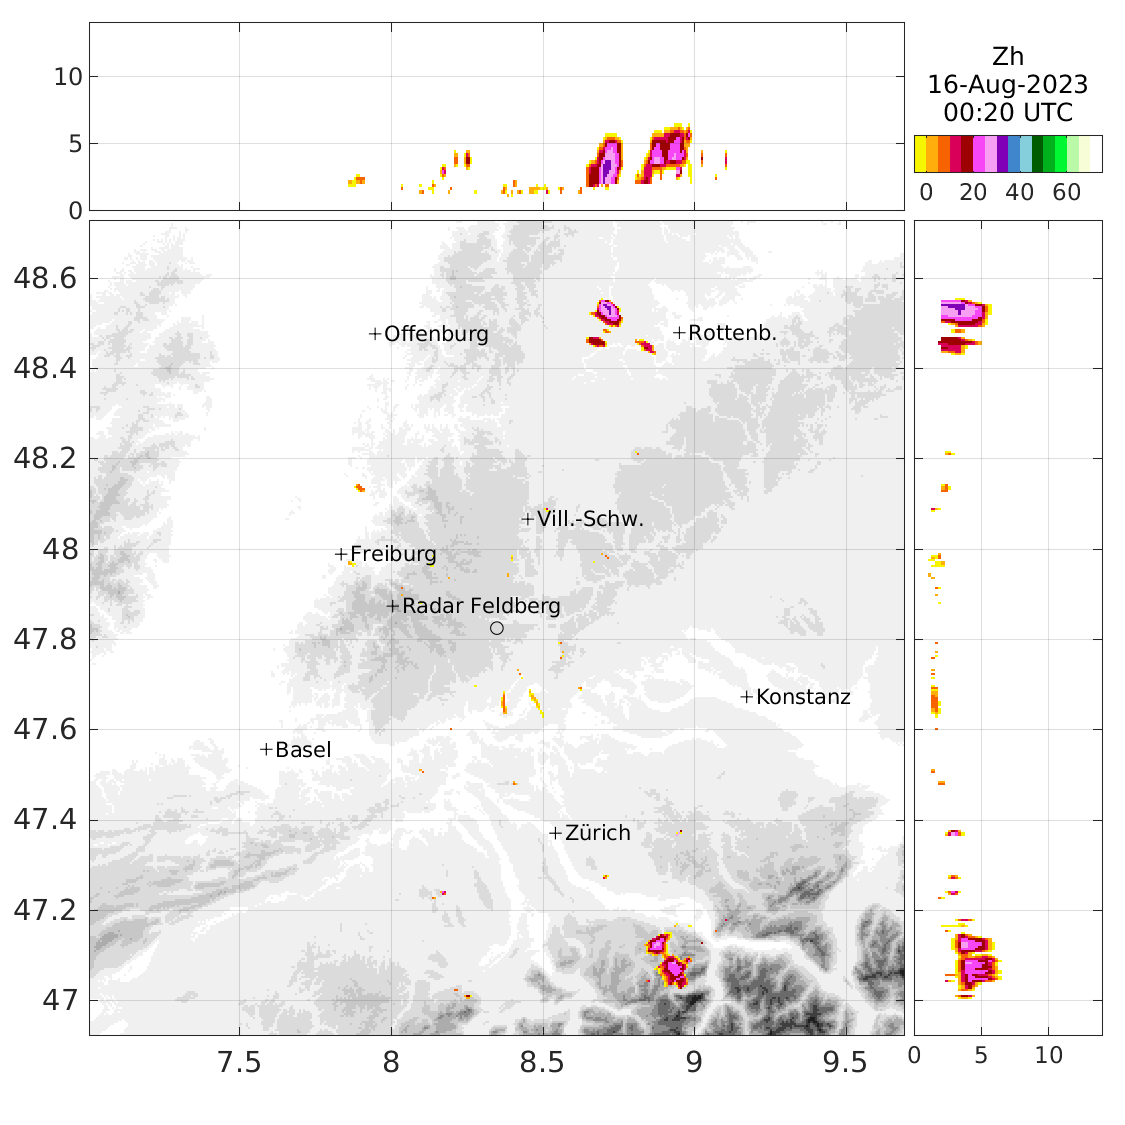 Zh
16-Aug-2023
00:20 UTC
0 20 40 60
10
5
0
48.6
48.4
48.2
48
47.8
47.6
47.4
47.2
47
Offenburg
Rottenb.
Vill.-Schw.
Freiburg
Radar Feldberg
Konstanz
Basel
Zürich
7.5 8 8.5 9 9.5
0 5 10